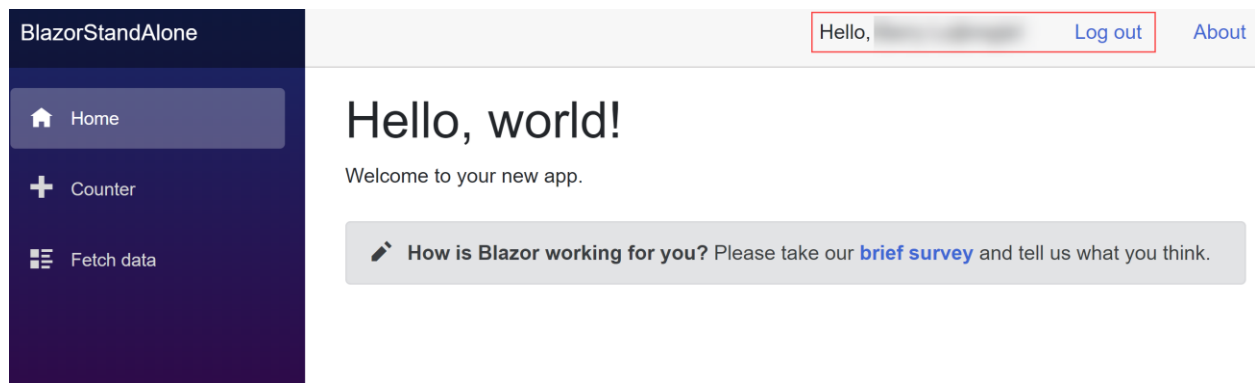 BlazorStandAlone
Hello, Log out About
Home
Counter
Fetch data
Hello, world!
Welcome to your new app.
How is Blazor working for you? Please take our brief survey and tell us what you think.